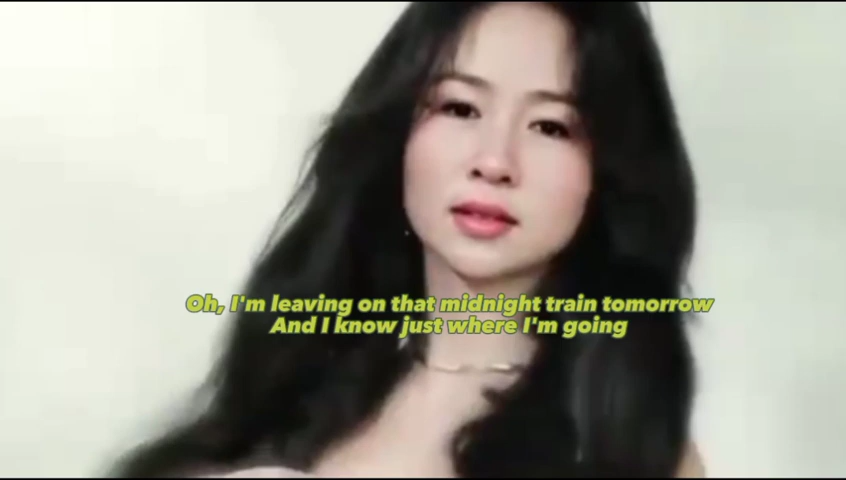 Oh, I'm leaving on that midnight train tomorrow
And I know just where I'm going